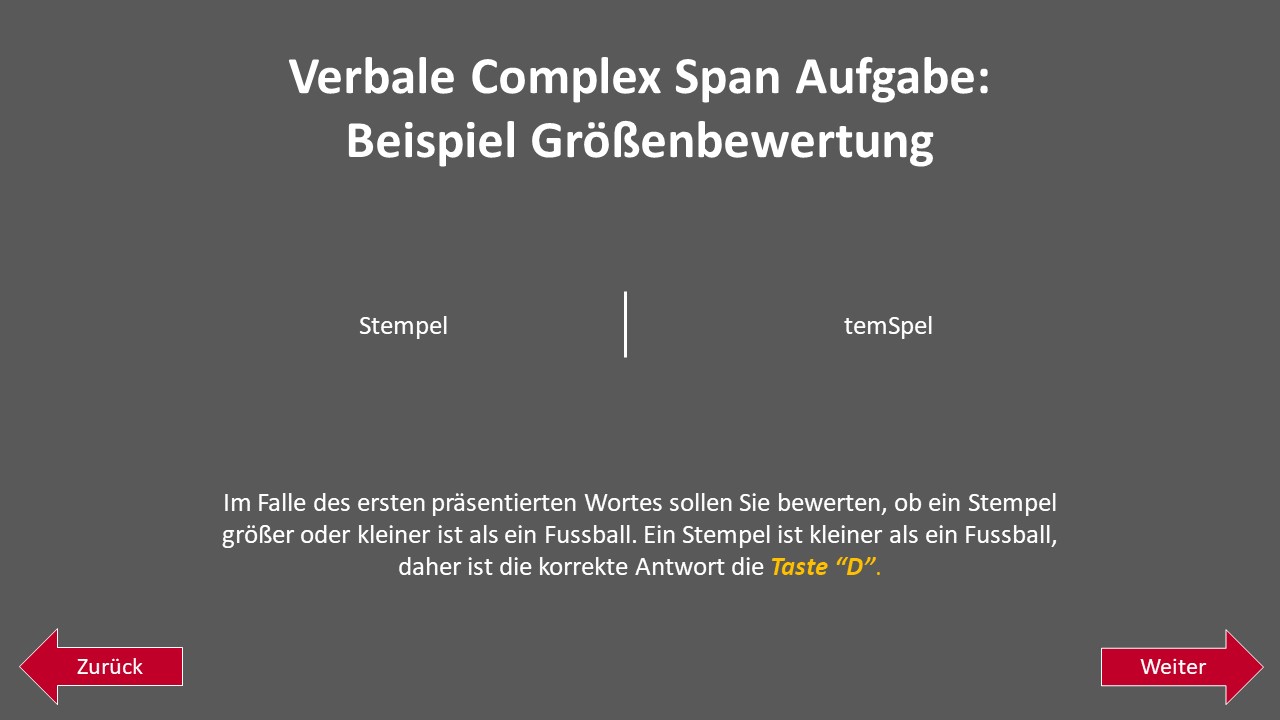 Verbale Complex Span Aufgabe:
Beispiel Größenbewertung
Stempel
temSpel
Im Falle des ersten präsentierten Wortes sollen Sie bewerten, ob ein Stempel
größer oder kleiner ist als ein Fussball. Ein Stempel ist kleiner als ein Fussball,
daher ist die korrekte Antwort die Taste “D”.
Zurück
Weiter